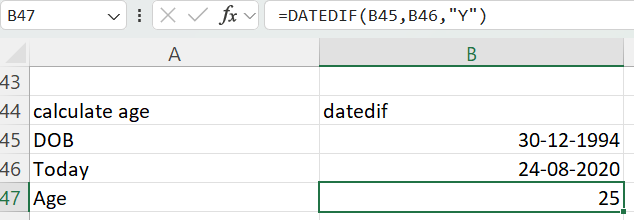 B47 fx =DATEDIF(B45,B46,"Y")
A B
43
44 calculate age datedif
45 DOB 30-12-1994
46 Today 24-08-2020
47 Age 25